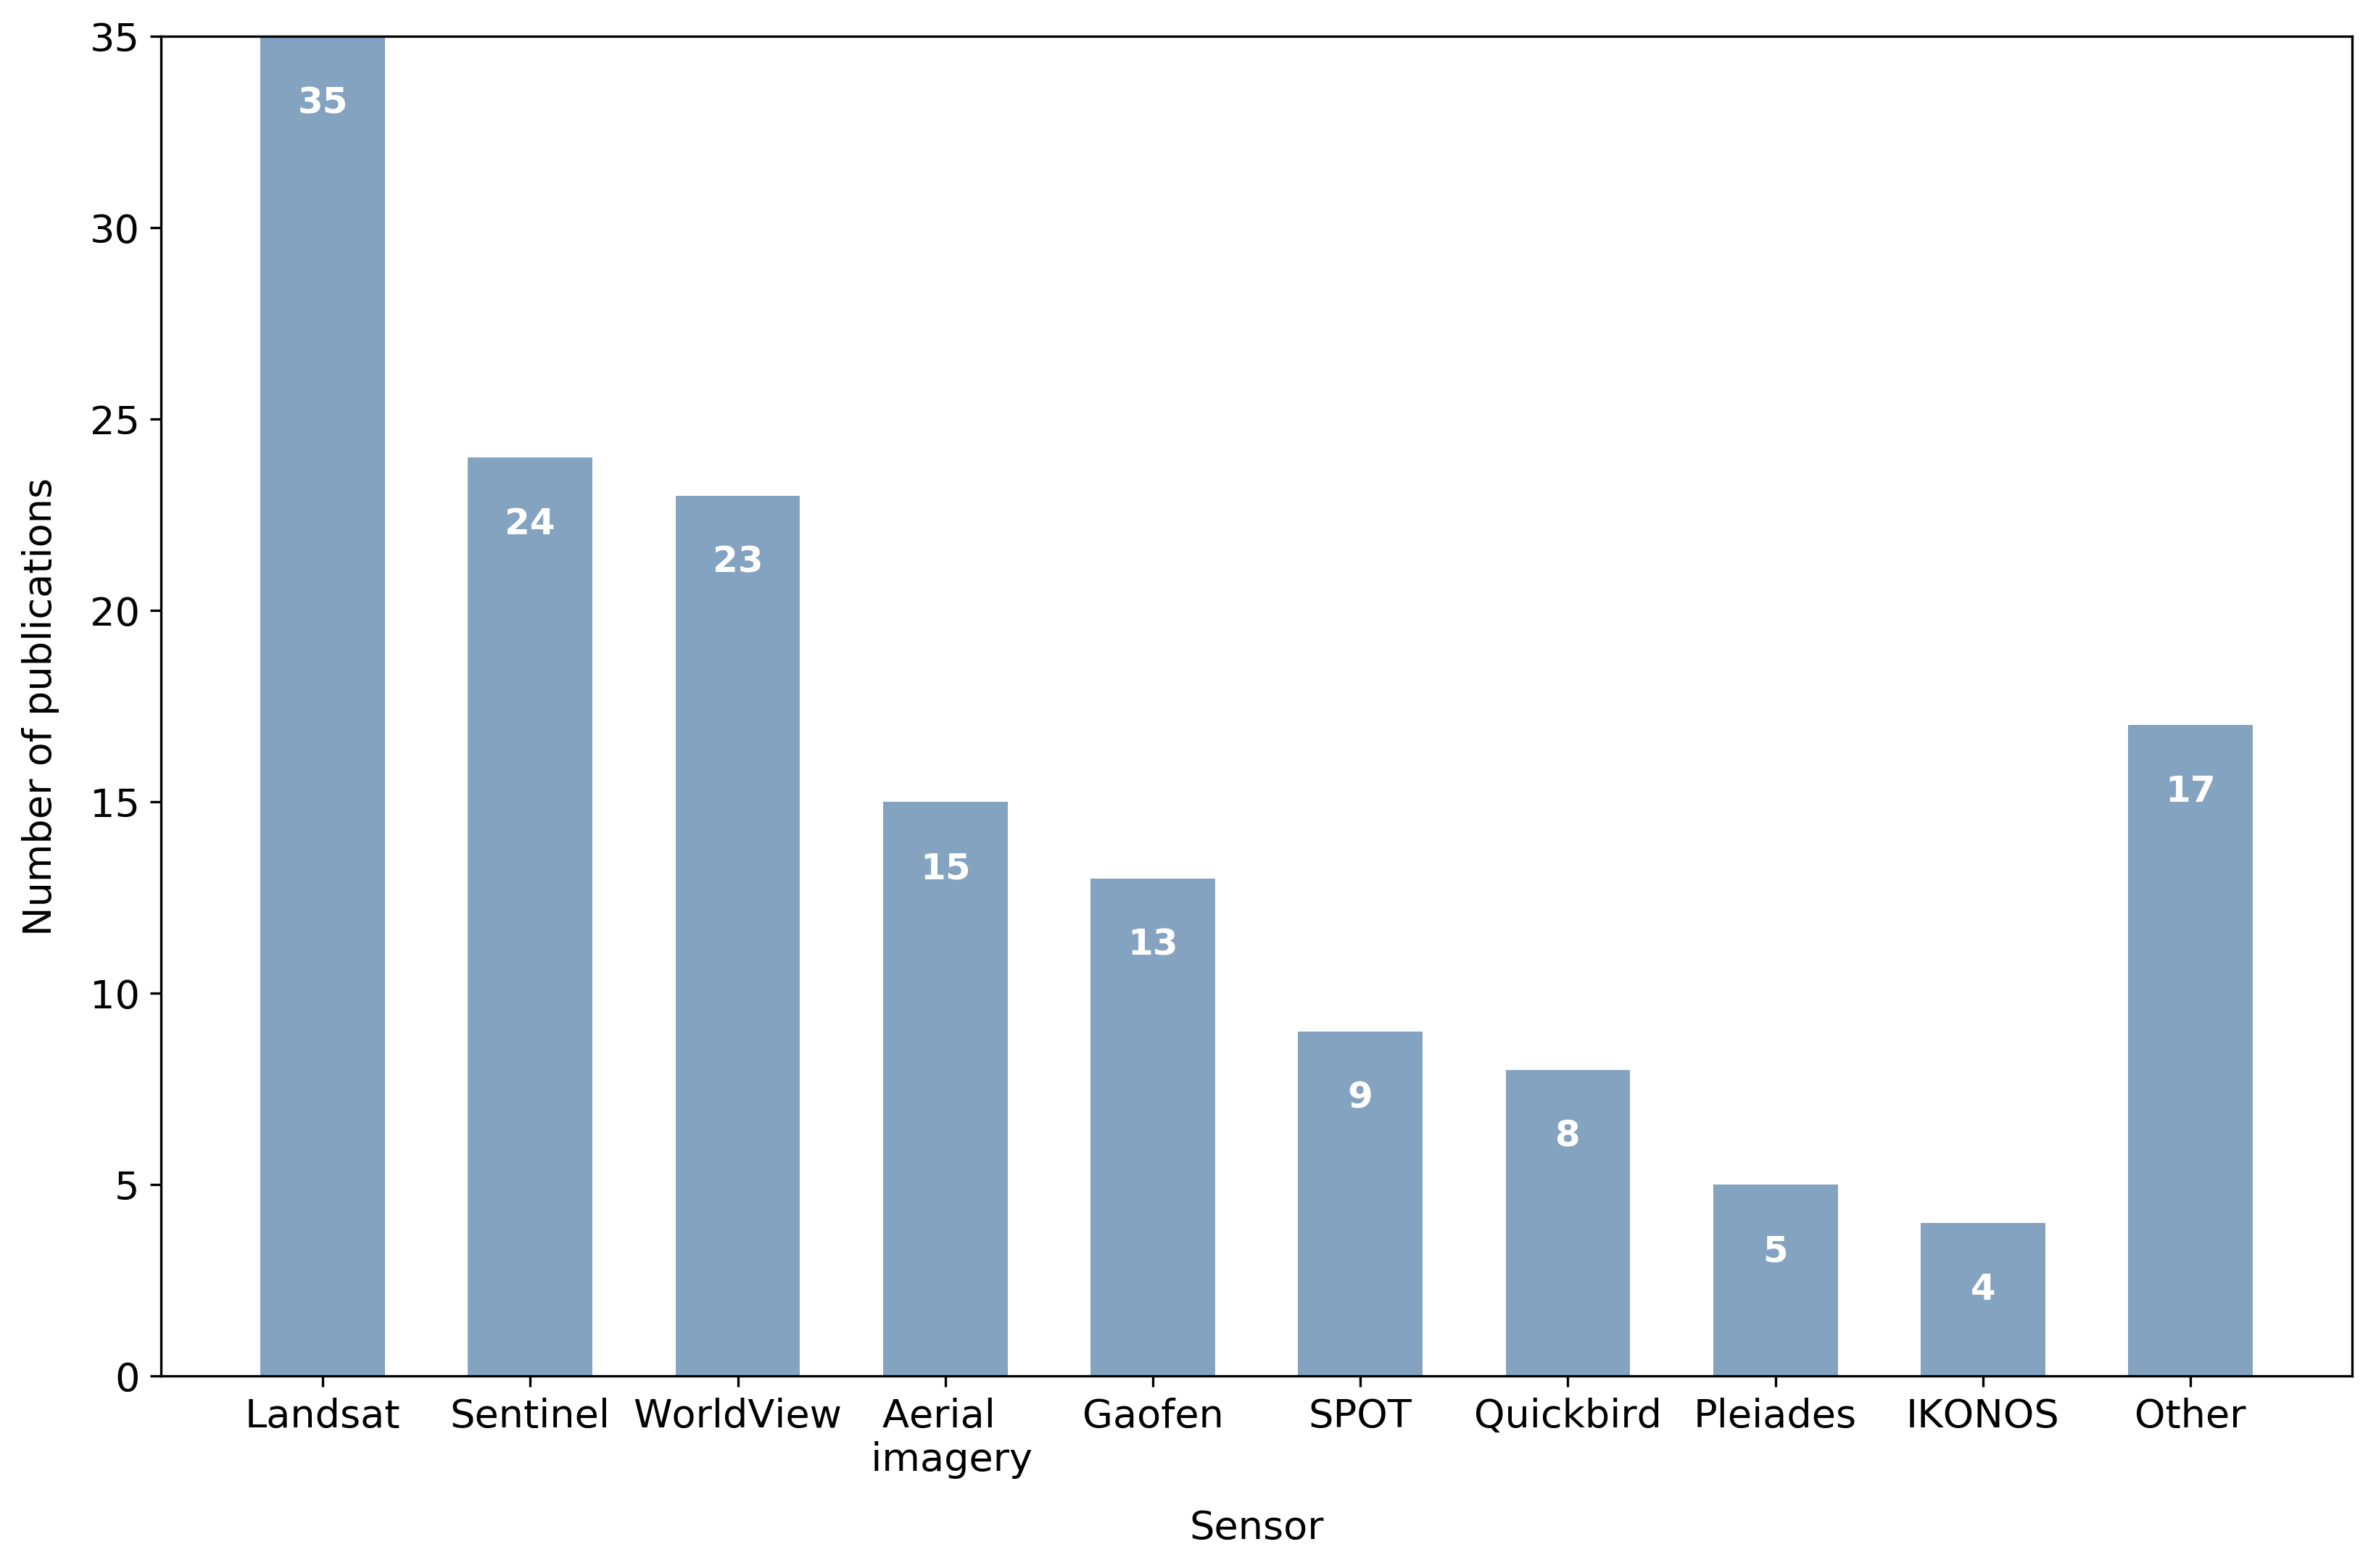 35
30
25
20
15
10
5
0
Number of publications
35
24
23
15
13
9
8
5
4
17
Landsat
Sentinel
WorldView
Aerial
imagery
Gaofen
SPOT
Quickbird
Pleiades
IKONOS
Other
Sensor